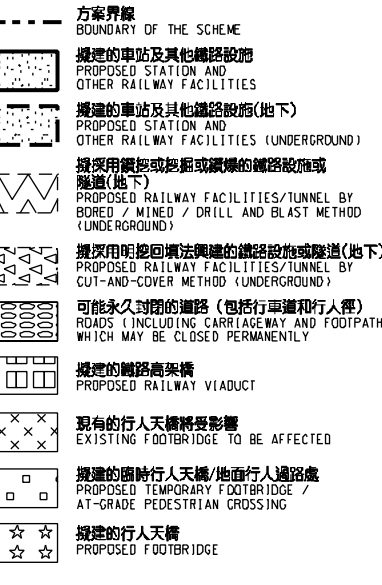 方案界線
BOUNDARY OF THE SCHEME
擬建的車站及其他鐵路設施
PROPOSED STATION AND
OTHER RAILWAY FACILITIES
擬建的車站及其他鐵路設施(地下)
PROPOSED STATION AND
OTHER RAILWAY FACILITIES (UNDERGROUND)
擬採用鑽挖或挖掘或鑽爆的鐵路設施或
隧道(地下)
PROPOSED RAILWAY FACILITIES/TUNNEL BY
BORED / MINED / DRILL AND BLAST METHOD
(UNDERGROUND)
擬採用明挖回填法興建的鐵路設施或隧道(地下)
PROPOSED RAILWAY FACILITIES/TUNNEL BY
CUT-AND-COVER METHOD (UNDERGROUND)
可能永久封閉的道路（包括行車道和行人徑）
ROADS (INCLUDING CARRIAGEWAY AND FOOTPATH
WHICH MAY BE CLOSED PERMANENTLY
擬建的鐵路高架橋
PROPOSED RAILWAY VIADUCT
現有的行人天橋將受影響
EXISTING FOOTBRIDGE TO BE AFFECTED
擬建的臨時行人天橋/地面行人過路處
PROPOSED TEMPORARY FOOTBRIDGE /
AT-GRADE PEDESTRIAN CROSSING
擬建的行人天橋
PROPOSED FOOTBRIDGE